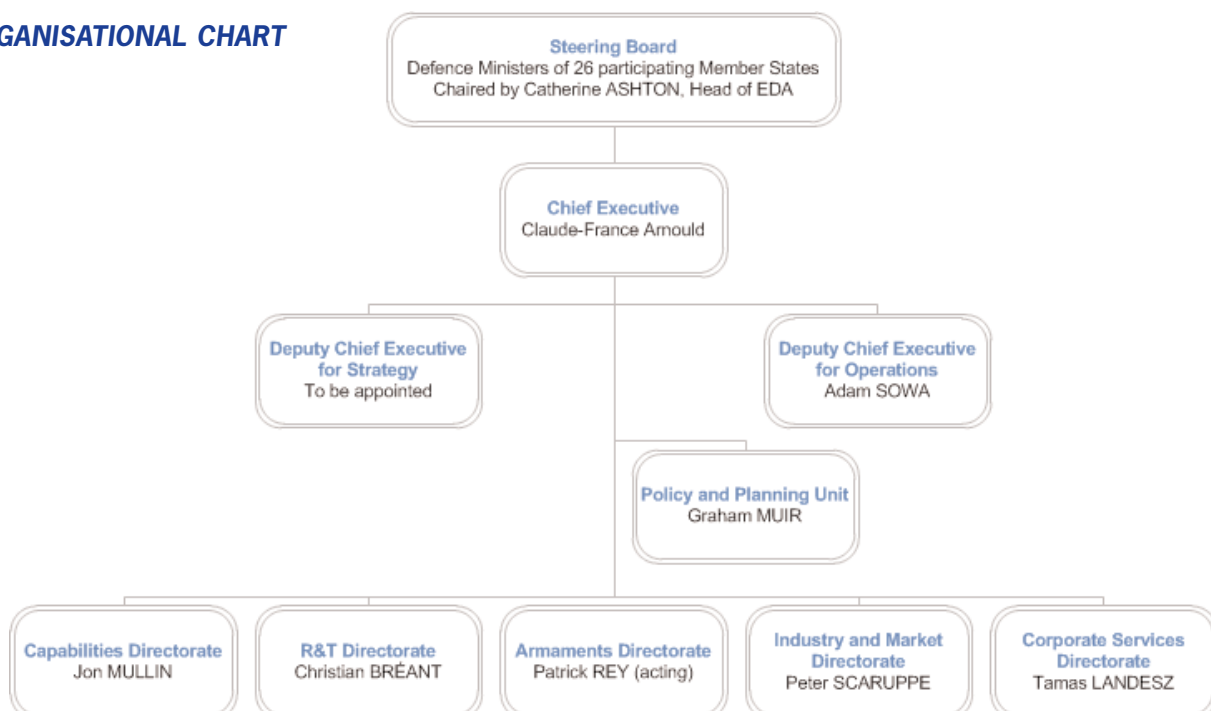 GANISATIONAL CHART
Steering Board
Defence Ministers of 26 participating Member States
Chaired by Catherine ASHTON, Head of EDA
Chief Executive
Claude-France Arnould
Deputy Chief Executive
for Strategy
To be appointed
Deputy Chief Executive
for Operations
Adam SOWA
Policy and Planning Unit
Graham MUIR
Capabilities Directorate
Jon MULLIN
R&T Directorate
Christian BRÉANT
Armaments Directorate
Patrick REY (acting)
Industry and Market
Directorate
Peter SCARUPPE
Corporate Services
Directorate
Tamas LANDESZ